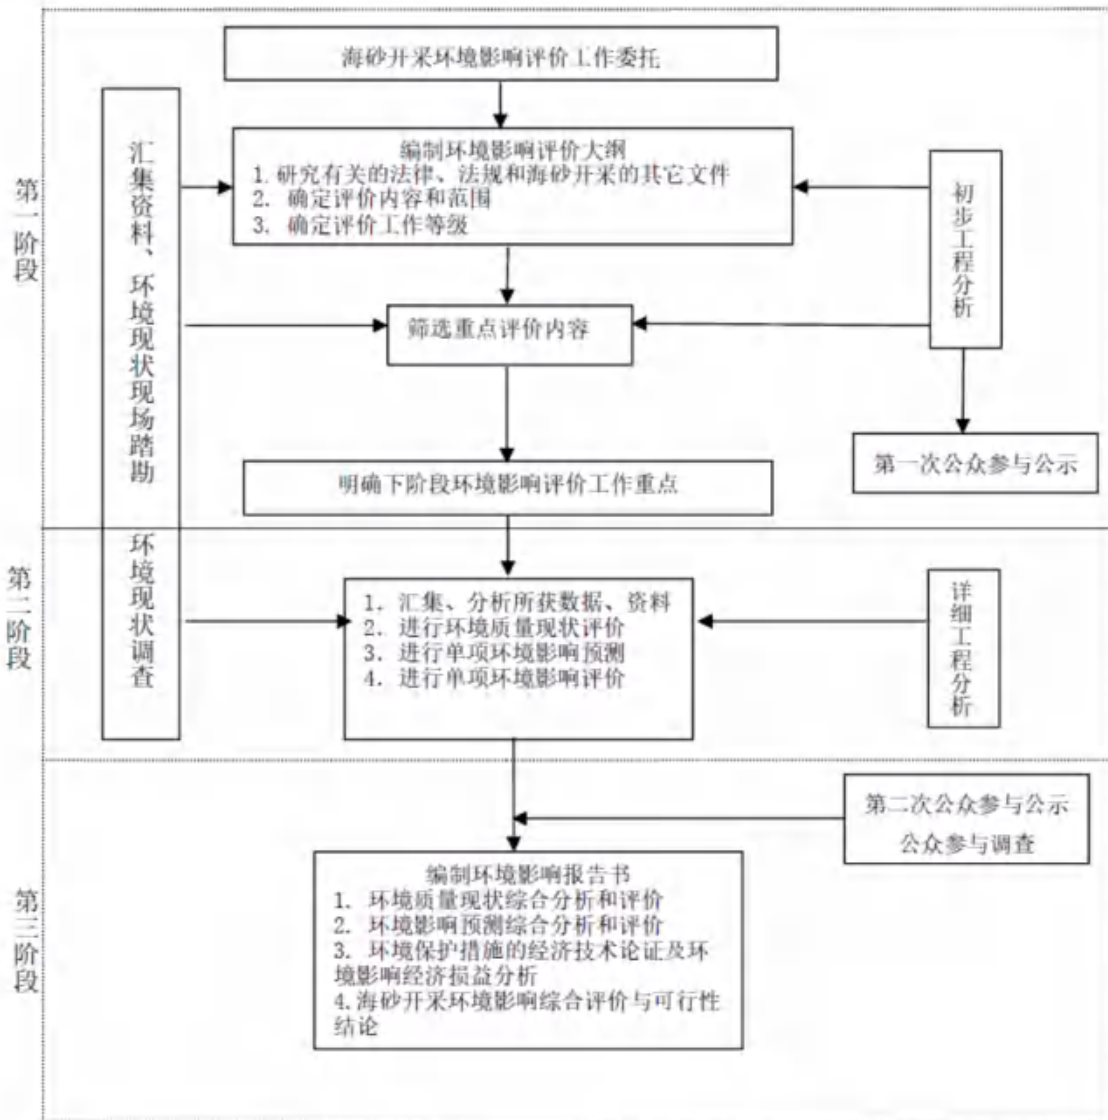 海砂开采环境影响评价工作委托
编制环境影响评价大纲
1. 研究有关的法律、法规和海砂开采的其它文件
2. 确定评价内容和范围
3. 确定评价工作等级
第一阶段
汇集资料、环境现状现场踏勘
初步工程分析
筛选重点评价内容
第一次公众参与公示
明确下阶段环境影响评价工作重点
第二阶段
环境现状调查
1. 汇集、分析所获数据、资料
2. 进行环境质量现状评价
3. 进行单项环境影响预测
4. 进行单项环境影响评价
详细工程分析
第二次公众参与公示
公众参与调查
第三阶段
编制环境影响报告书
1. 环境质量现状综合分析和评价
2. 环境影响预测综合分析和评价
3. 环境保护措施的经济技术论证及环
境影响经济损益分析
4.海砂开采环境影响综合评价与可行性
结论